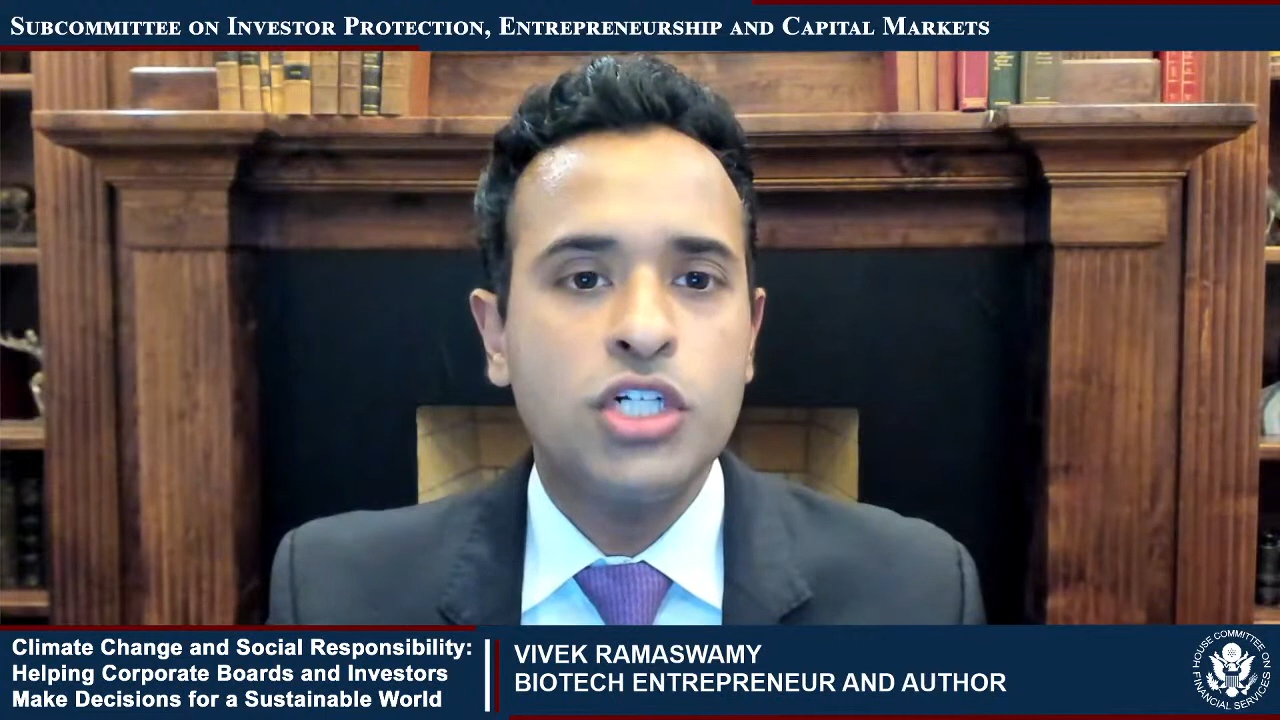 SUBCOMMITTEE ON INVESTOR PROTECTION, ENTREPRENEURSHIP AND CAPITAL MARKETS
Climate Change and Social Responsibility:
Helping Corporate Boards and Investors
Make Decisions for a Sustainable World
VIVEK RAMASWAMY
BIOTECH ENTREPRENEUR AND AUTHOR
HOUSE COMMITTEE ON
FINANCIAL SERVICES